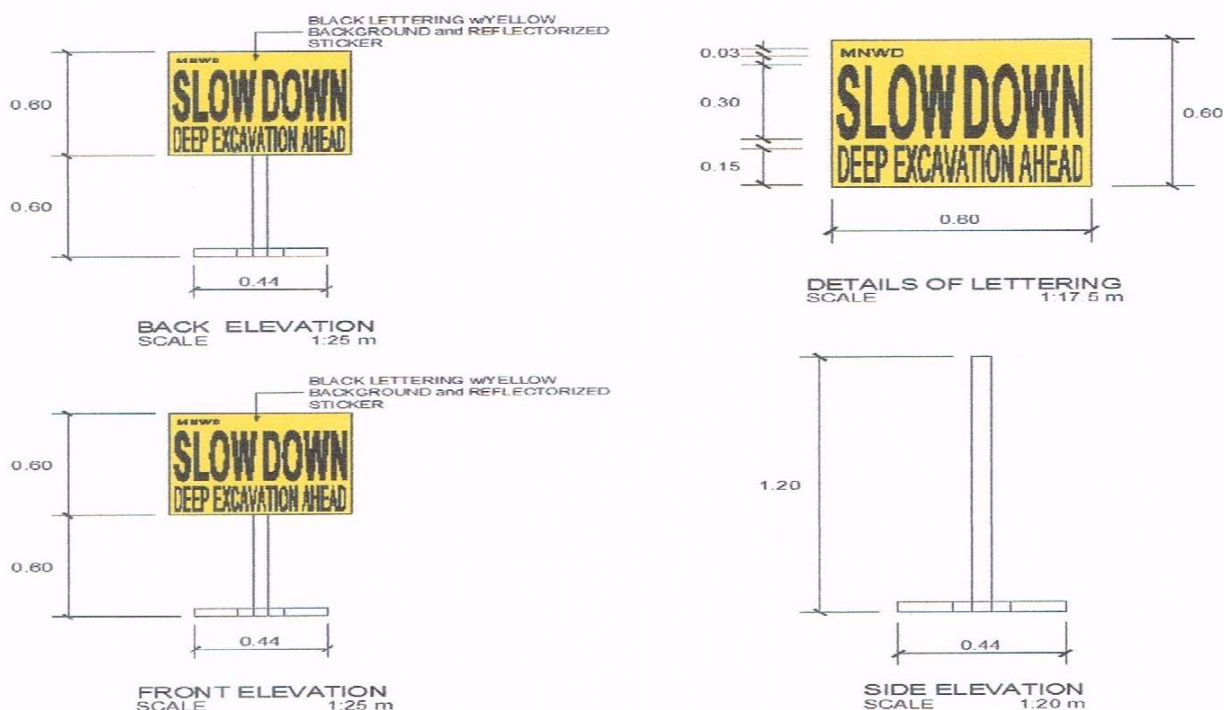 BLACK LETTERING w/YELLOW
BACKGROUND and REFLECTORIZED
STICKER
MNWD
SLOW DOWN
DEEP EXCAVATION AHEAD
0.60
0.60
0.44
BACK ELEVATION
SCALE 1:25 m
0.03
0.30
0.15
MNWD
SLOW DOWN
DEEP EXCAVATION AHEAD
0.60
0.60
DETAILS OF LETTERING
SCALE 1:17.5 m
BLACK LETTERING w/YELLOW
BACKGROUND and REFLECTORIZED
STICKER
MNWD
SLOW DOWN
DEEP EXCAVATION AHEAD
0.60
0.60
0.44
FRONT ELEVATION
SCALE 1:25 m
1.20
0.44
SIDE ELEVATION
SCALE 1:20 m